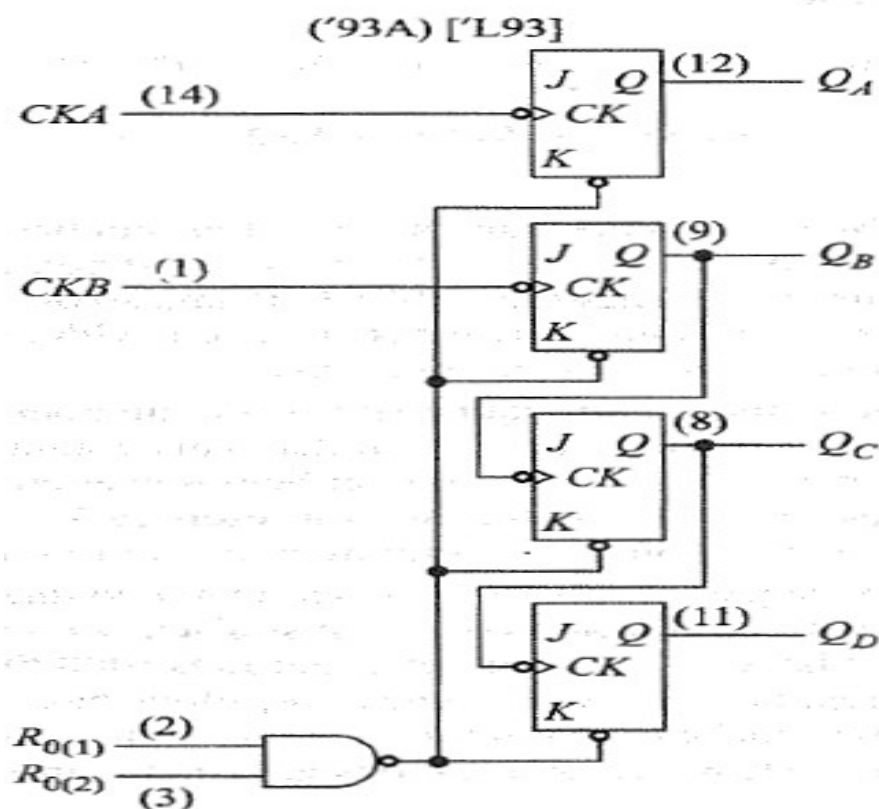 ('93A) ['L93]
J Q (12) Q_A
CKA (14) CK
K
J Q (9) Q_B
CKB (1) CK
K
J Q (8) Q_C
CK
K
J Q (11) Q_D
CK
K
R_0(1) (2)
R_0(2) (3)